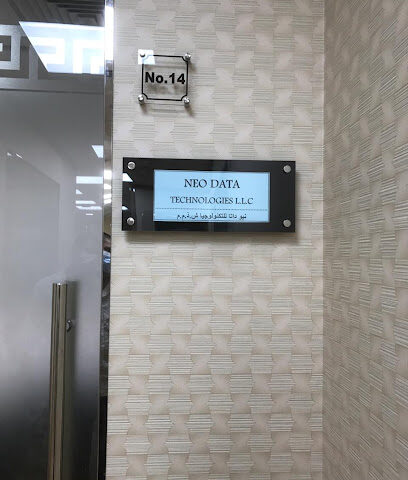 No.14
NEO DATA
TECHNOLOGIES L.L.C
نيو داتا للتكنولوجيا ش.ذ.م.م